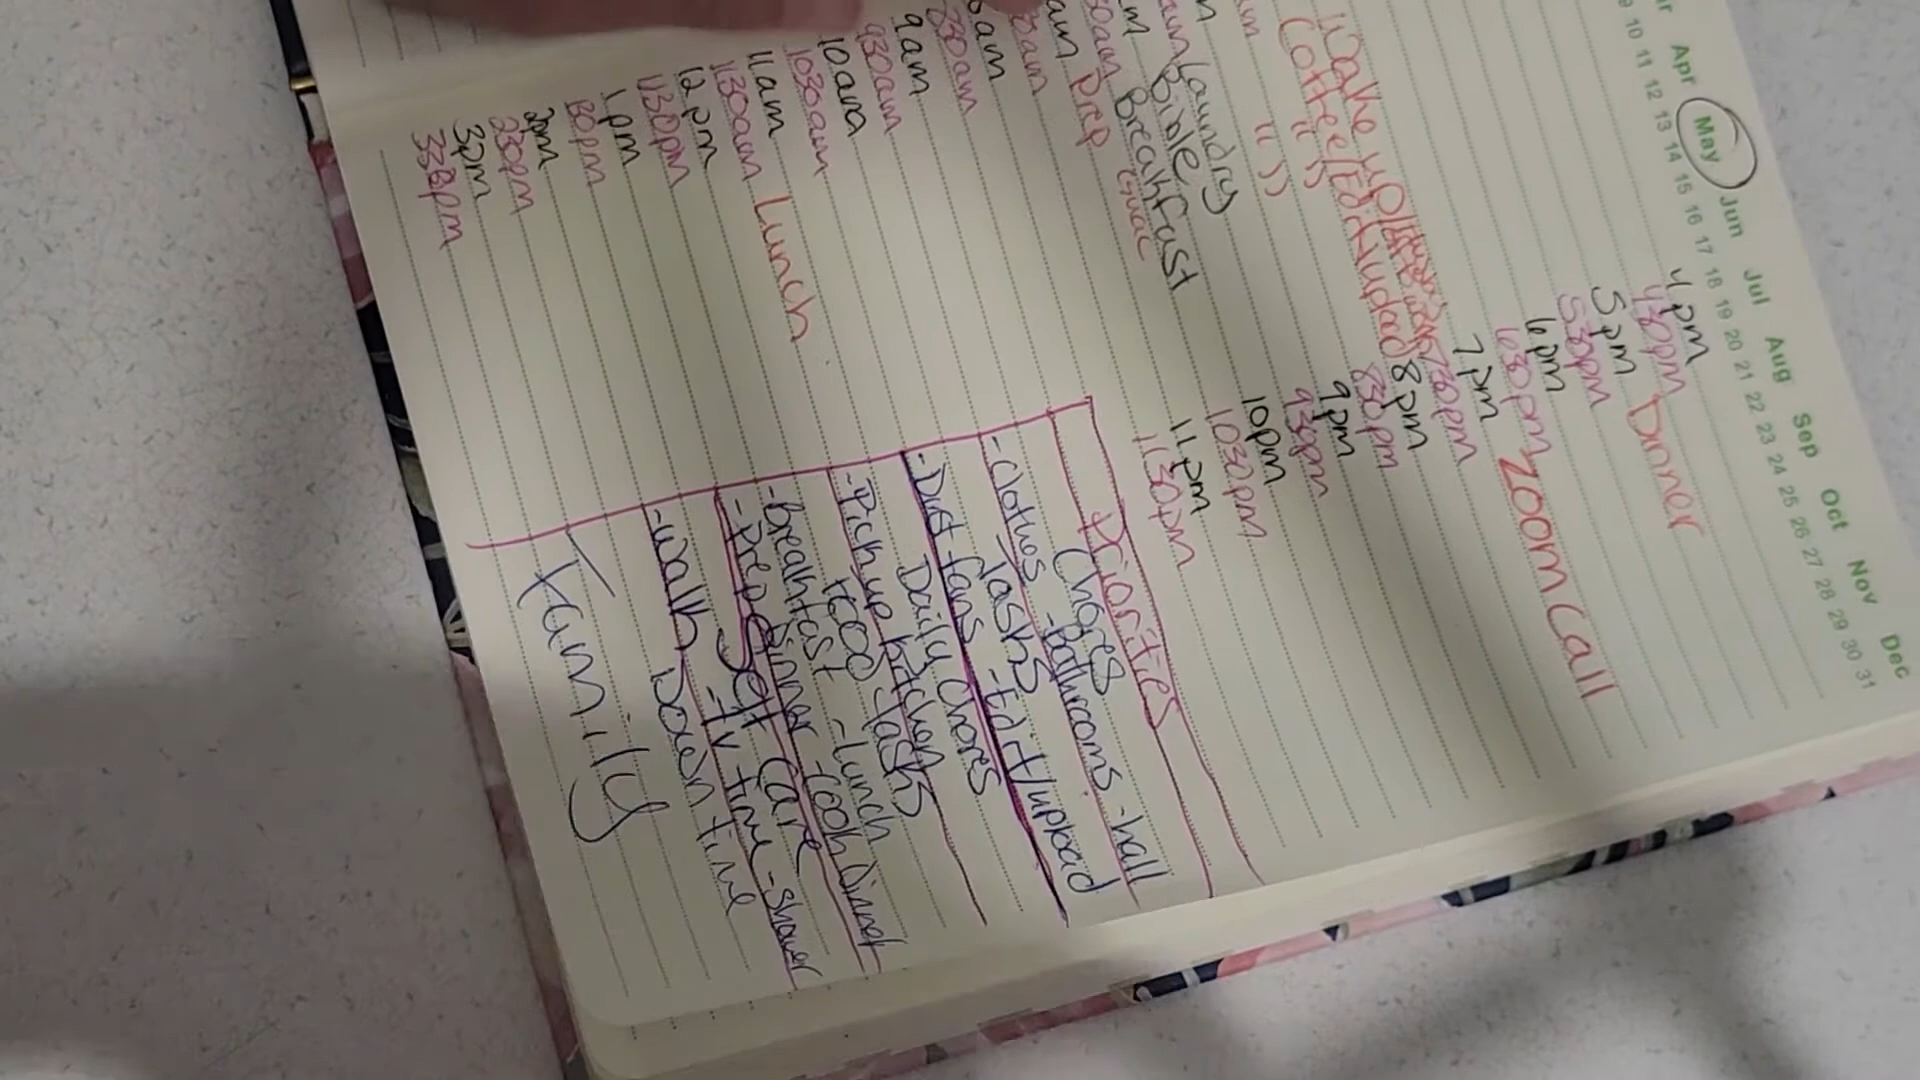 Apr May Jun Jul Aug Sep Oct Nov Dec
9 10 11 12 13 14 15 16 17 18 19 20 21 22 23 24 25 26 27 28 29 30 31
4pm
430pm Dinner
5pm
530pm
6pm
630pm Zoom call
7pm
730pm
8pm
830pm
9pm
930pm
10pm
1030pm
11pm
1130pm
Wake up
Coffee/Edit/upload
" "
" ))
laundry
Bible
Breakfast
Prep
9am
930am
10am
1030am
11am
1130am Lunch
12pm
1230pm
1pm
130pm
2pm
230pm
3pm
330pm
Priorities
Chores
-Clothes -Bathrooms -hall
Tasks
-Dust fans -Edit/upload
Daily Chores
-Pick up kitchen
Food Tasks
-breakfast -Lunch
-Prep dinner -Cook Dinner
Self Care
-Walk -TV time -shower
Down time
Family